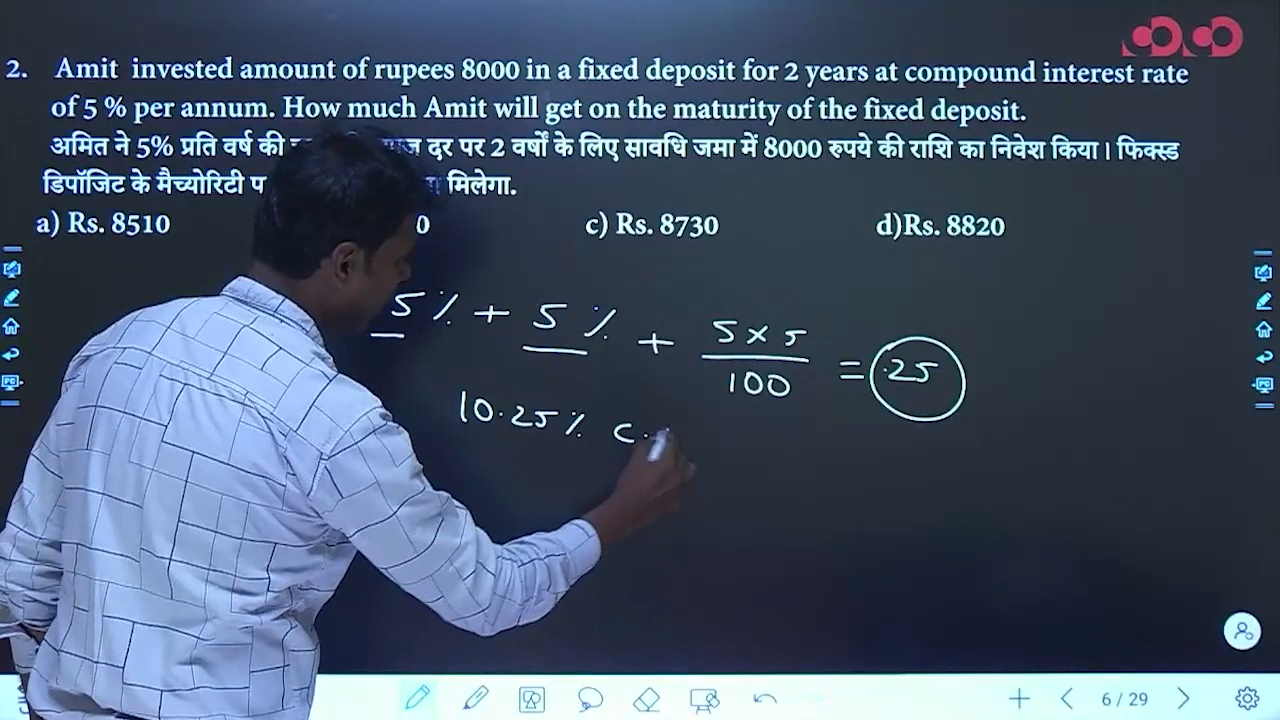 2. Amit invested amount of rupees 8000 in a fixed deposit for 2 years at compound interest rate
of 5 % per annum. How much Amit will get on the maturity of the fixed deposit.
अमित ने 5% प्रति वर्ष की दर पर 2 वर्षों के लिए सावधि जमा में 8000 रुपये की राशि का निवेश किया। फिक्स्ड
डिपॉजिट के मैच्योरिटी मिलेगा.
a) Rs. 8510 0 c) Rs. 8730 d)Rs. 8820
5% + 5% + 5×5/100 = .25
10.25% C.
6 / 29